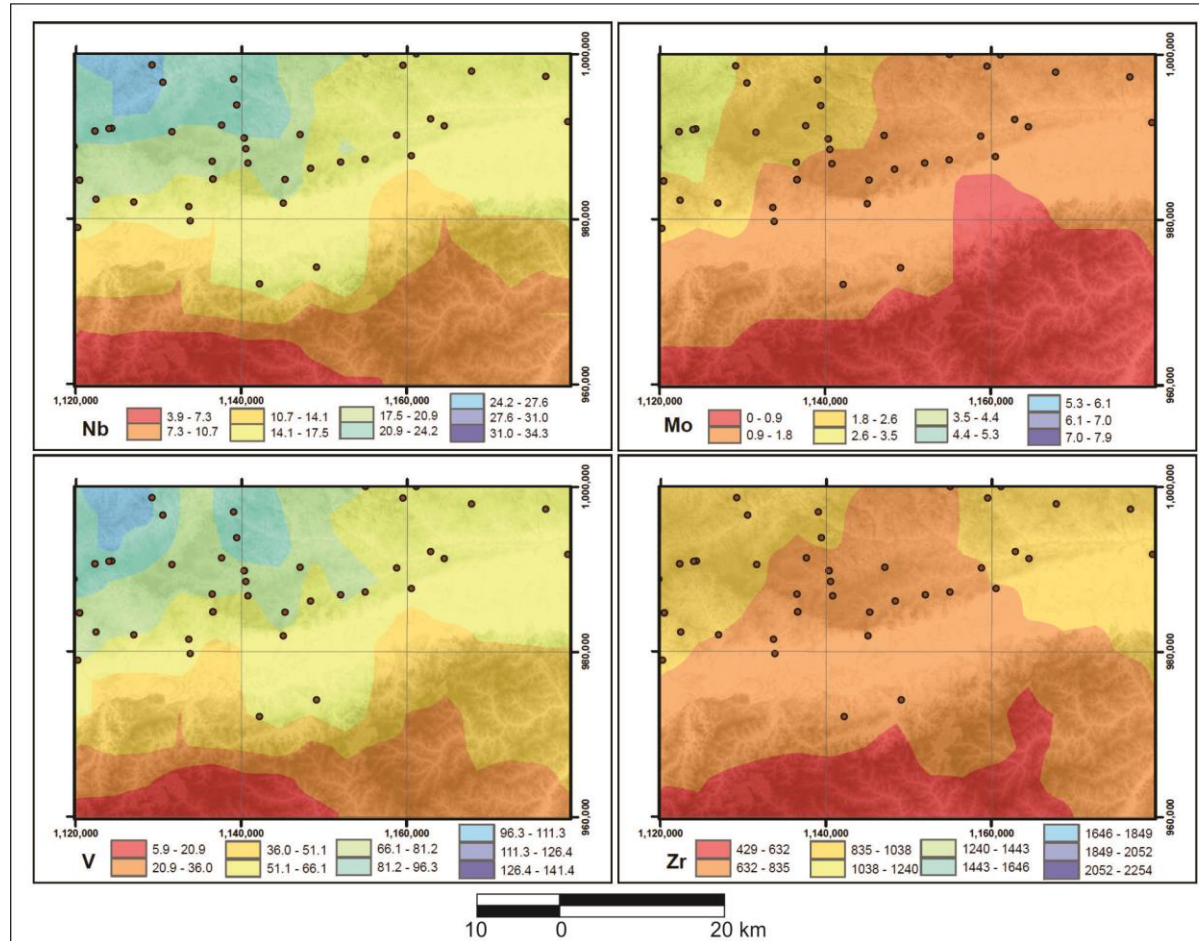 1,000,000
980,000
960,000
1,120,000 1,140,000 1,160,000
Nb
3.9 - 7.3
7.3 - 10.7
10.7 - 14.1
14.1 - 17.5
17.5 - 20.9
20.9 - 24.2
24.2 - 27.6
27.6 - 31.0
31.0 - 34.3
1,000,000
980,000
960,000
1,120,000 1,140,000 1,160,000
Mo
0 - 0.9
0.9 - 1.8
1.8 - 2.6
2.6 - 3.5
3.5 - 4.4
4.4 - 5.3
5.3 - 6.1
6.1 - 7.0
7.0 - 7.9
1,000,000
980,000
960,000
1,120,000 1,140,000 1,160,000
V
5.9 - 20.9
20.9 - 36.0
36.0 - 51.1
51.1 - 66.1
66.1 - 81.2
81.2 - 96.3
96.3 - 111.3
111.3 - 126.4
126.4 - 141.4
1,000,000
980,000
960,000
1,120,000 1,140,000 1,160,000
Zr
429 - 632
632 - 835
835 - 1038
1038 - 1240
1240 - 1443
1443 - 1646
1646 - 1849
1849 - 2052
2052 - 2254
10 0 20 km